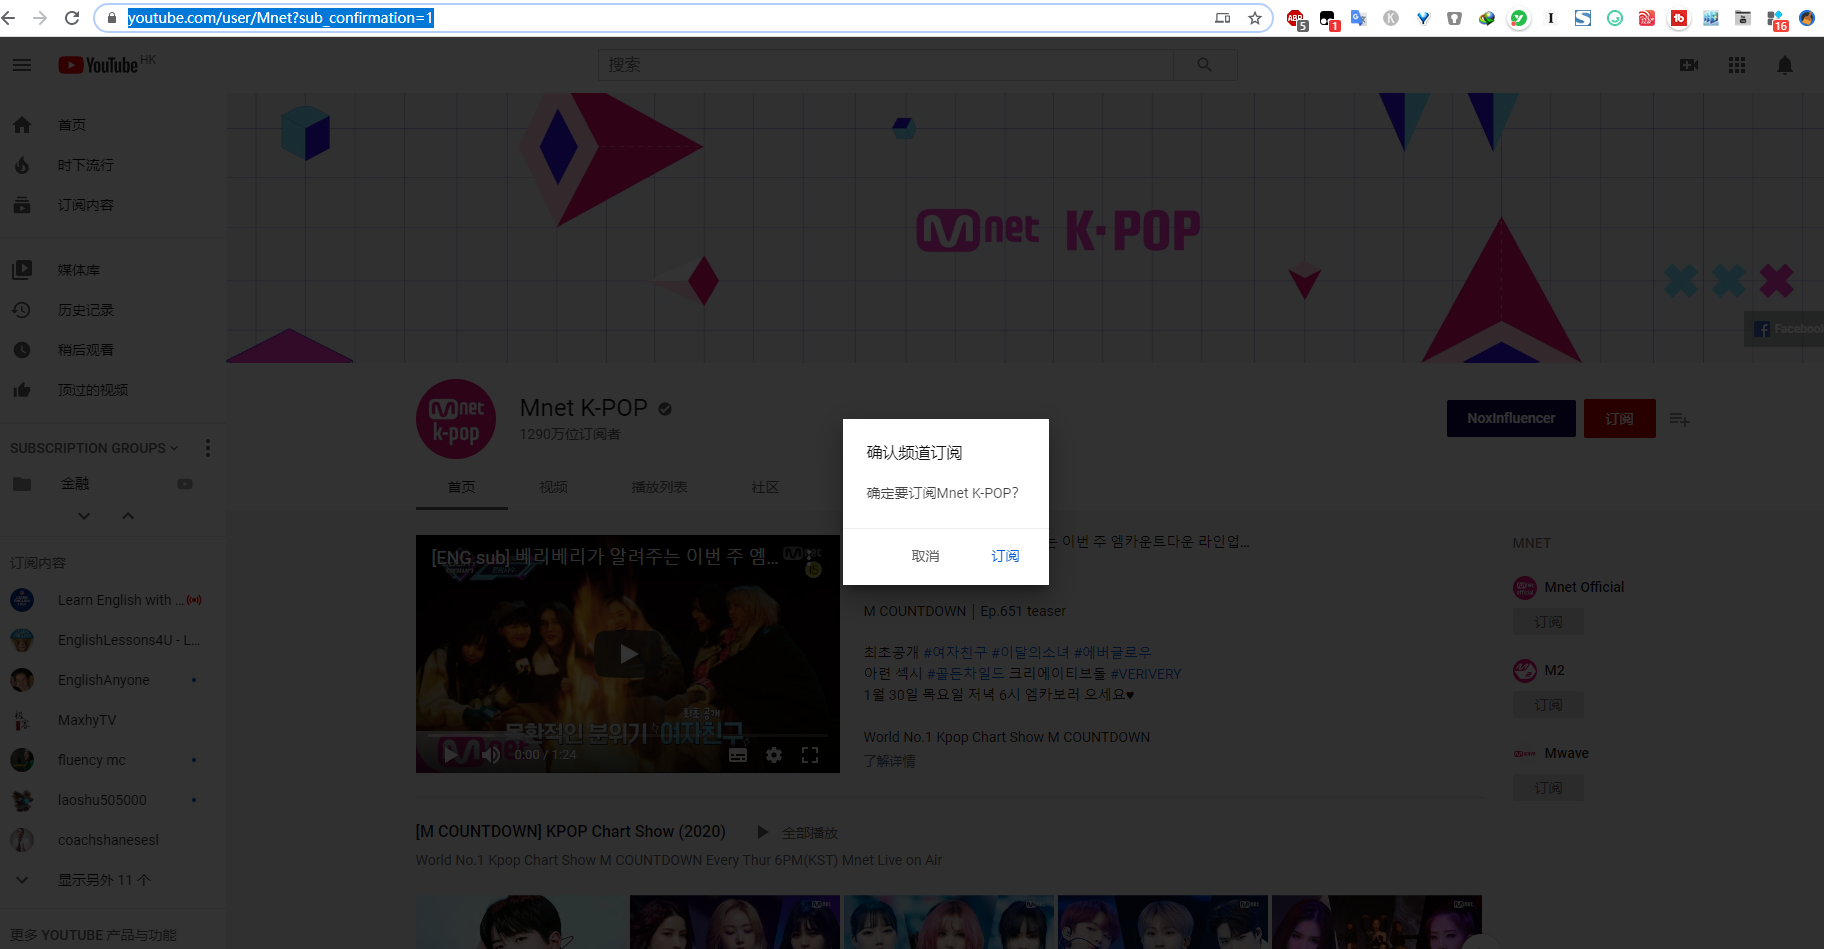 youtube.com/user/Mnet?sub_confirmation=1
5
1
16
YouTube HK
搜索
首页
时下流行
订阅内容
媒体库
历史记录
稍后观看
顶过的视频
SUBSCRIPTION GROUPS
金融
订阅内容
Learn English with ...
EnglishLessons4U - L...
EnglishAnyone
MaxhyTV
fluency mc
laoshu505000
coachshanesesl
显示另外 11 个
更多 YOUTUBE 产品与功能
Mnet K·POP
Facebook
Mnet k-pop
Mnet K-POP
1290万位订阅者
NoxInfluencer
订阅
首页
视频
播放列表
社区
确认频道订阅
确定要订阅Mnet K-POP？
取消
订阅
[ENG sub] 베리베리가 알려주는 이번 주 엠...
최초 공개
몽환적인 분위기 여자친구
0:00 / 1:24
는 이번 주 엠카운트다운 라인업...
M COUNTDOWN│Ep.651 teaser
최초공개 #여자친구 #이달의소녀 #에버글로우
아련 섹시 #골든차일드 크리에이티브돌 #VERIVERY
1월 30일 목요일 저녁 6시 엠카보러 오세요♥
World No.1 Kpop Chart Show M COUNTDOWN
了解详情
MNET
Mnet Official
订阅
M2
订阅
Mwave
订阅
[M COUNTDOWN] KPOP Chart Show (2020)
全部播放
World No.1 Kpop Chart Show M COUNTDOWN Every Thur 6PM(KST) Mnet Live on Air